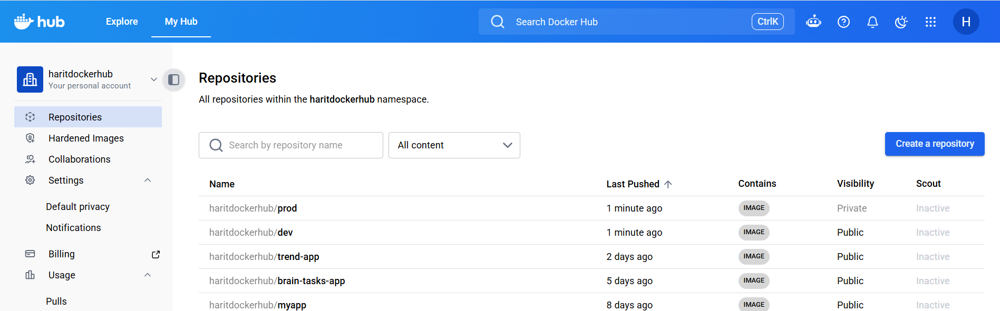 hub Explore My Hub Search Docker Hub CtrlK H
haritdockerhub
Your personal account
Repositories
Hardened Images
Collaborations
Settings
Default privacy
Notifications
Billing
Usage
Pulls
Repositories
All repositories within the haritdockerhub namespace.
Search by repository name All content Create a repository
Name Last Pushed Contains Visibility Scout
haritdockerhub/prod 1 minute ago IMAGE Private Inactive
haritdockerhub/dev 1 minute ago IMAGE Public Inactive
haritdockerhub/trend-app 2 days ago IMAGE Public Inactive
haritdockerhub/brain-tasks-app 5 days ago IMAGE Public Inactive
haritdockerhub/myapp 8 days ago IMAGE Public Inactive